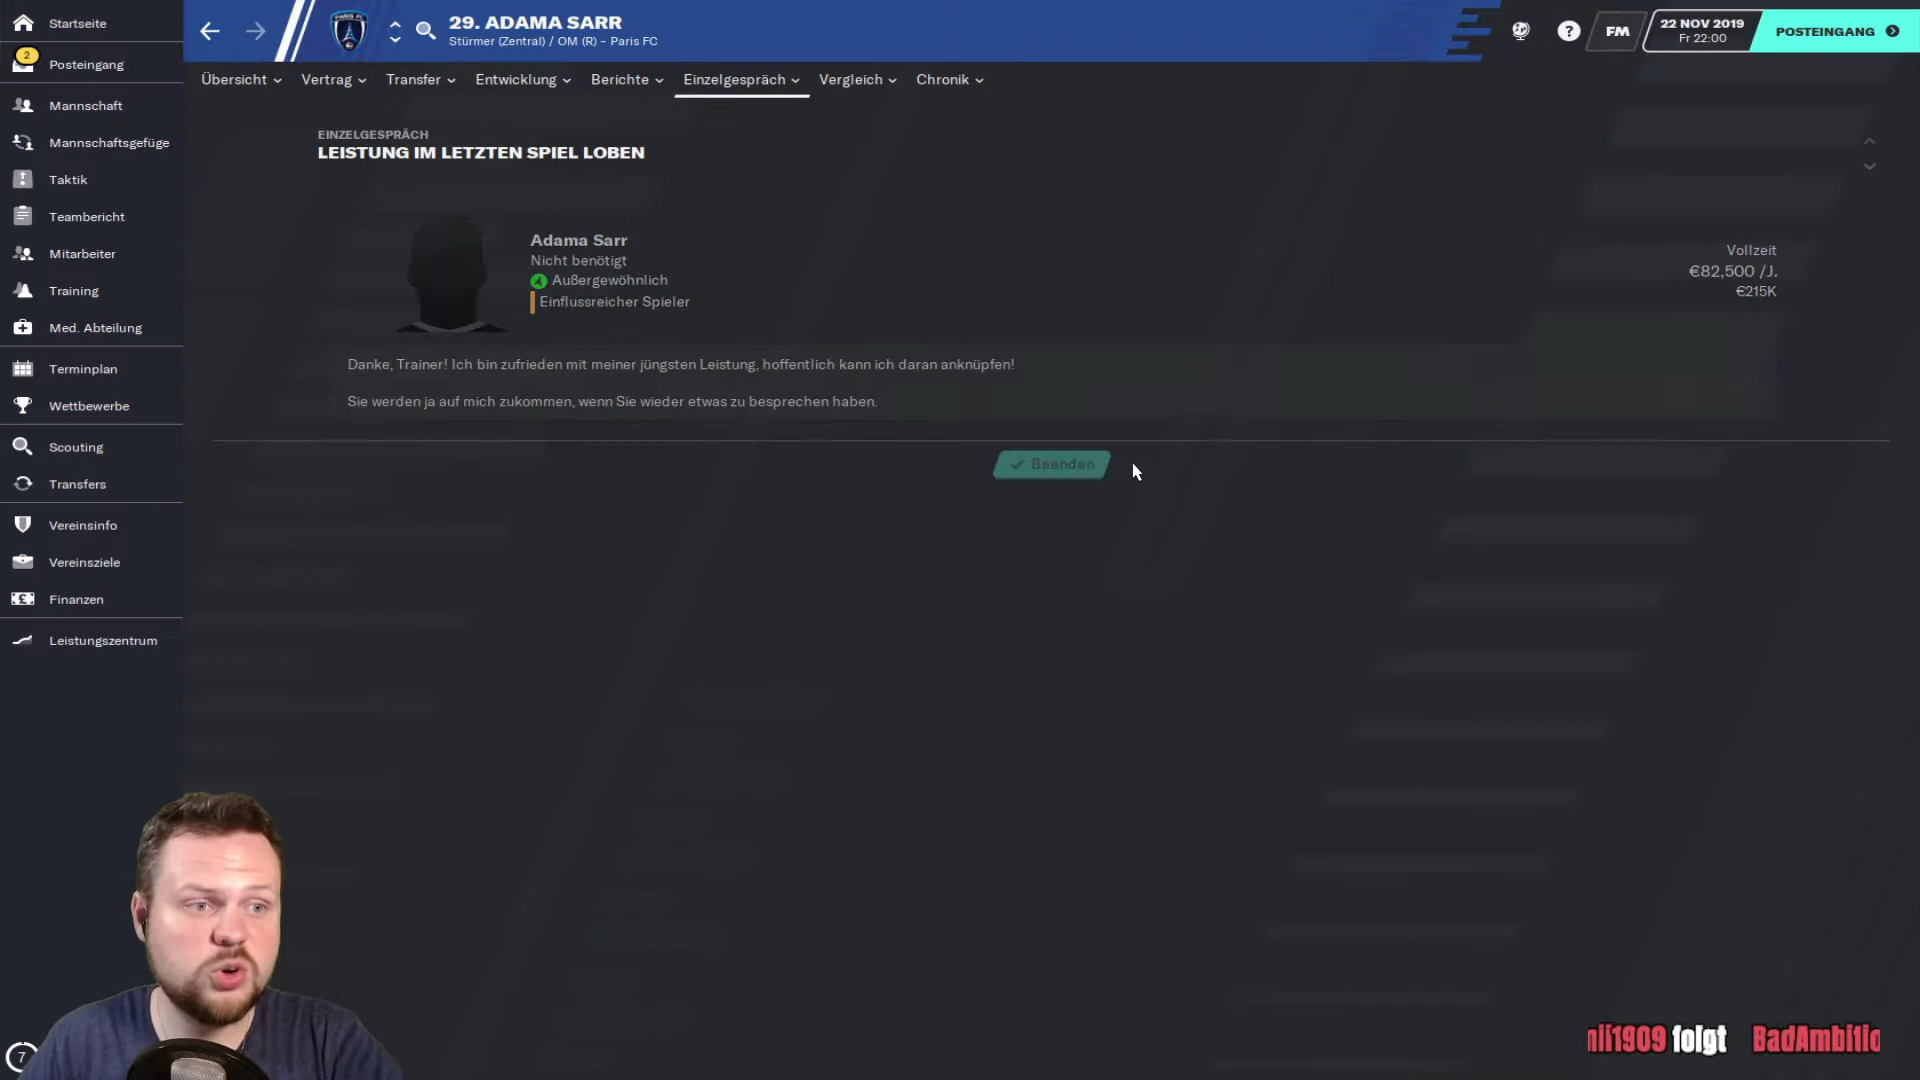 Startseite
2
Posteingang
Mannschaft
Mannschaftsgefüge
Taktik
Teambericht
Mitarbeiter
Training
Med. Abteilung
Terminplan
Wettbewerbe
Scouting
Transfers
Vereinsinfo
Vereinsziele
Finanzen
Leistungszentrum
7
PARIS FC
29. ADAMA SARR
Stürmer (Zentral) / OM (R) - Paris FC
?
FM
22 NOV 2019
Fr 22:00
POSTEINGANG
Übersicht
Vertrag
Transfer
Entwicklung
Berichte
Einzelgespräch
Vergleich
Chronik
EINZELGESPRÄCH
LEISTUNG IM LETZTEN SPIEL LOBEN
Adama Sarr
Nicht benötigt
Außergewöhnlich
Einflussreicher Spieler
Vollzeit
€82,500 /J.
€215K
Danke, Trainer! Ich bin zufrieden mit meiner jüngsten Leistung, hoffentlich kann ich daran anknüpfen!
Sie werden ja auf mich zukommen, wenn Sie wieder etwas zu besprechen haben.
Beenden
folgt